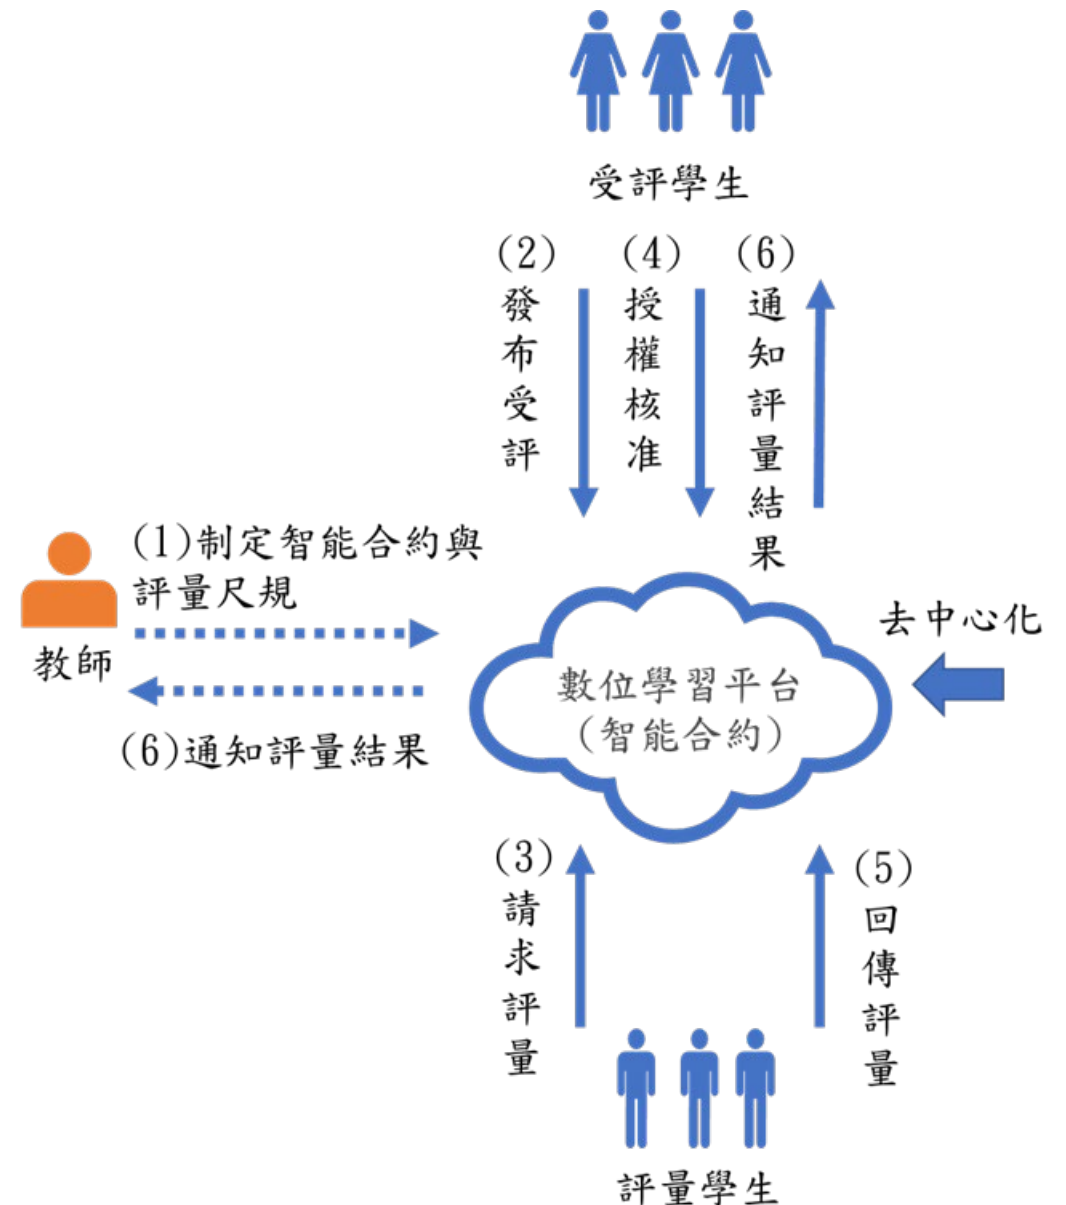 受評學生
(2)發布受評
(4)授權核准
(6)通知評量結果
(1)制定智能合約與
評量尺規
教師
(6)通知評量結果
去中心化
數位學習平台
(智能合約)
(3)請求評量
(5)回傳評量
評量學生